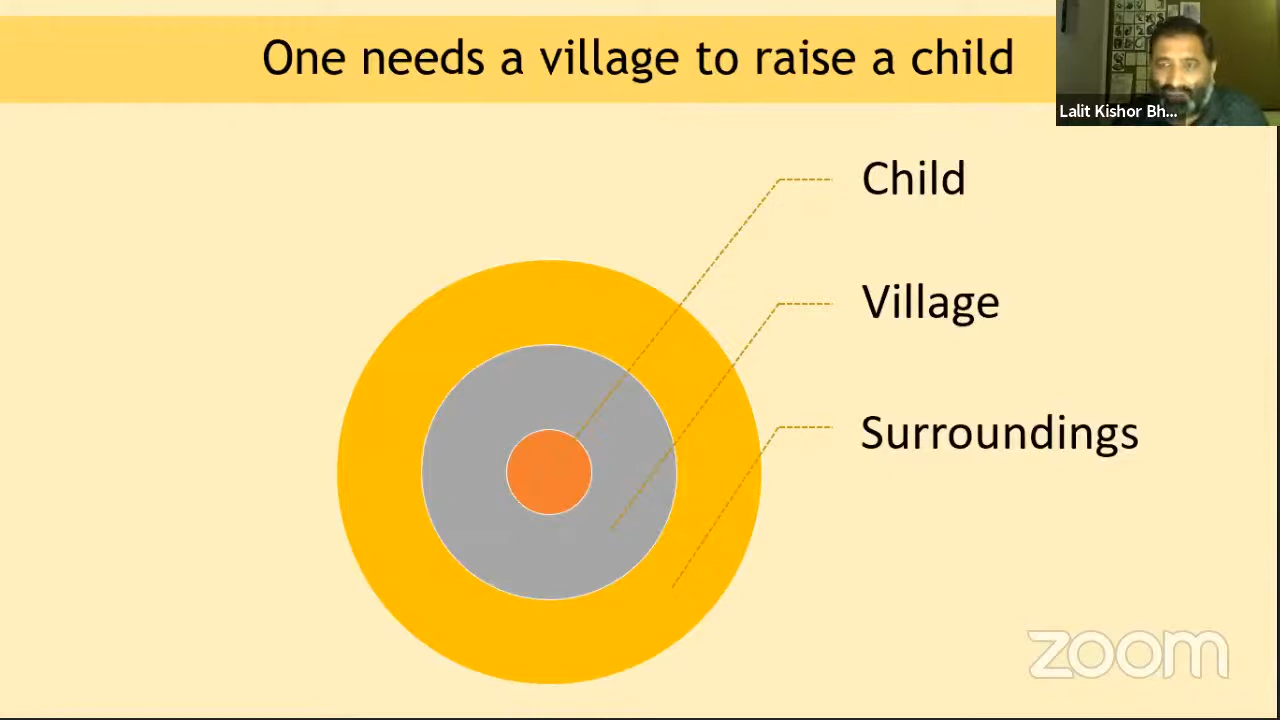 One needs a village to raise a child
Lalit Kishor Bh...
Child
Village
Surroundings
zoom